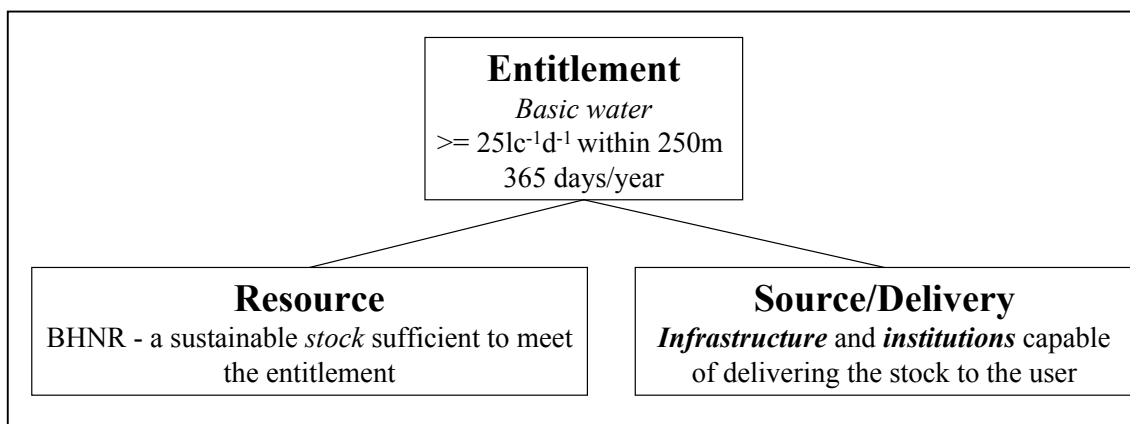 Entitlement
Basic water
>= 25lc⁻¹d⁻¹ within 250m
365 days/year
Resource
BHNR - a sustainable stock sufficient to meet
the entitlement
Source/Delivery
Infrastructure and institutions capable
of delivering the stock to the user